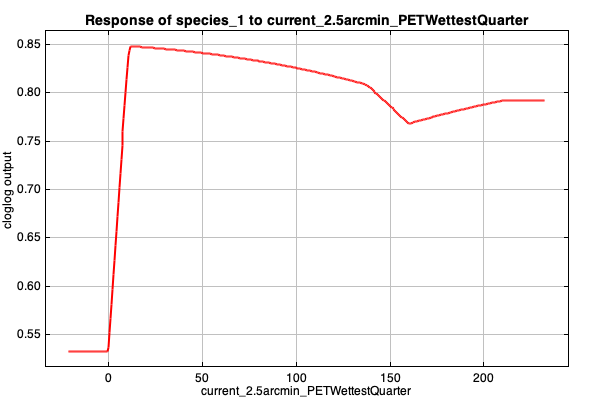 Response of species_1 to current_2.5arcmin_PETWettestQuarter
0.85
0.80
0.75
0.70
0.65
0.60
0.55
cloglog output
0 50 100 150 200
current_2.5arcmin_PETWettestQuarter